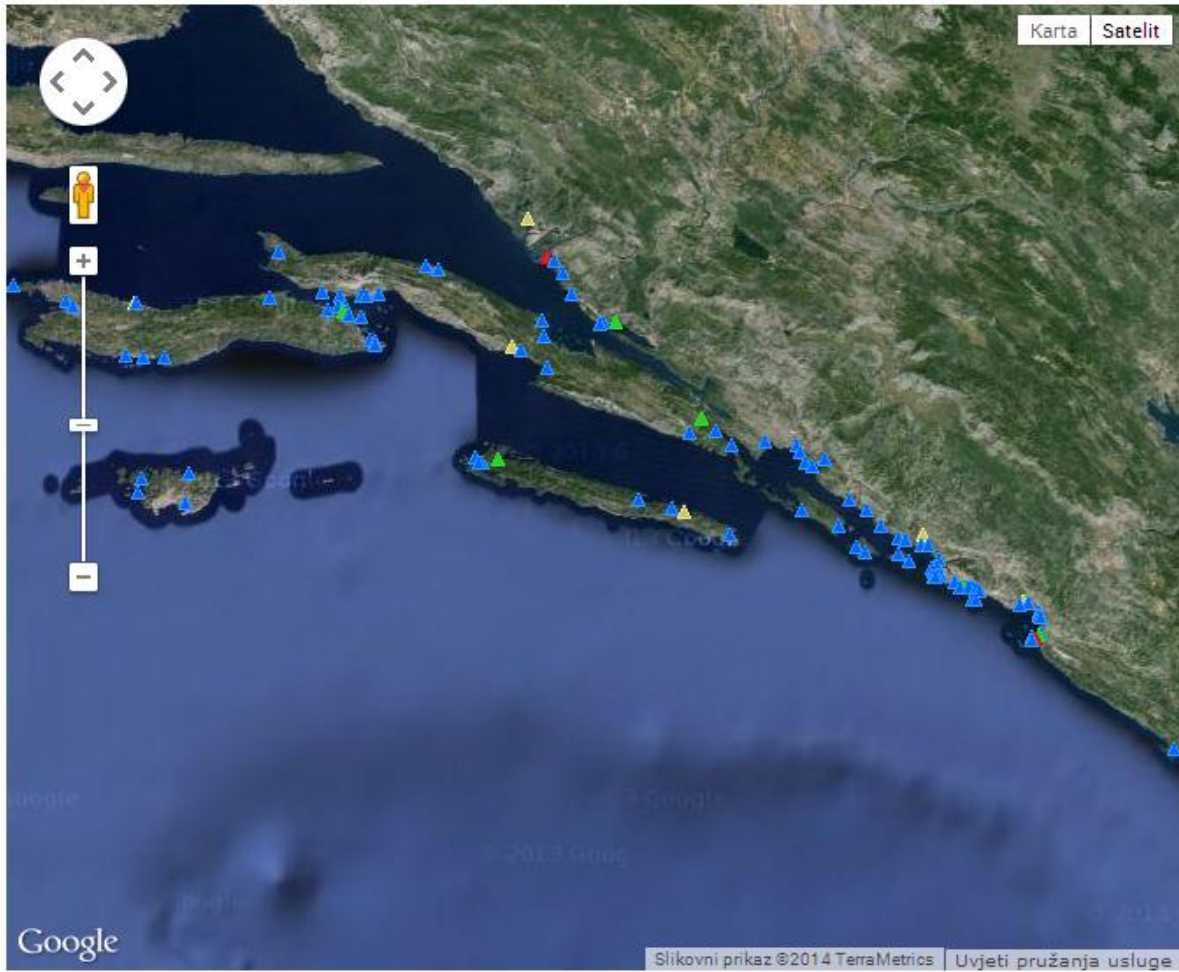 Karta Satelit
Google
Slikovni prikaz ©2014 TerraMetrics
Uvjeti pružanja usluge